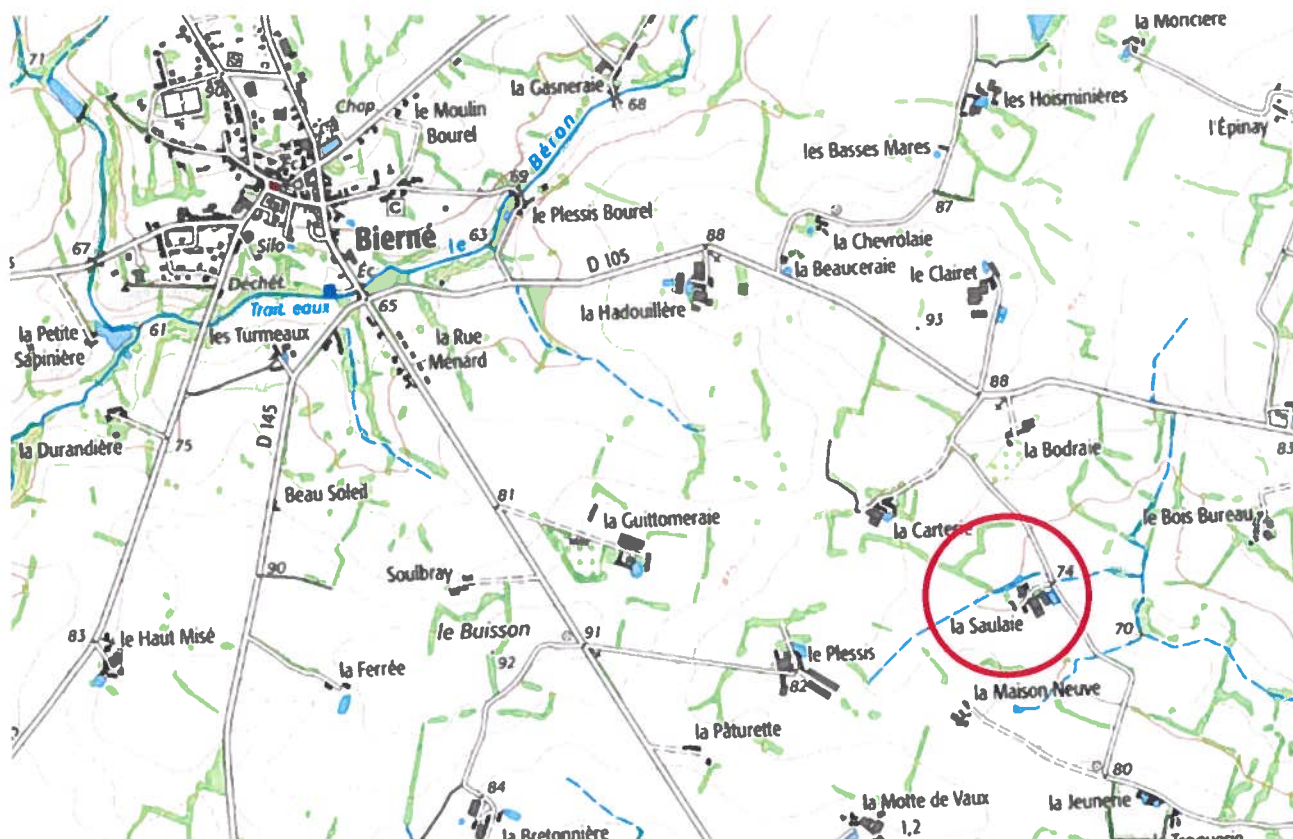 71
90
Chap
le Moulin
Bourel
la Gasneraie
68
la Moncière
les Hoisminières
l'Épinay
les Basses Mares
87
Béron
69
le Plessis Bourel
C
63
le
Bierné
Silo
67
Déchèt.
Éc.
Trait. eaux
65
61
la Petite
Sapinière
les Turmeaux
la Rue
Ménard
D 105
88
la Chevrolaie
la Beauceraie
le Clairet
93
la Hadouillère
88
la Bodraie
83
la Durandière
75
D 145
Beau Soleil
81
la Guittomeraie
la Carterie
le Bois Bureau
90
Soulbray
74
la Saulaie
70
83
le Haut Misé
le Buisson
91
92
la Ferrée
le Plessis
82
la Maison Neuve
la Pâturette
80
84
la Bretonnière
la Motte de Vaux
1,2
la Jeunerie